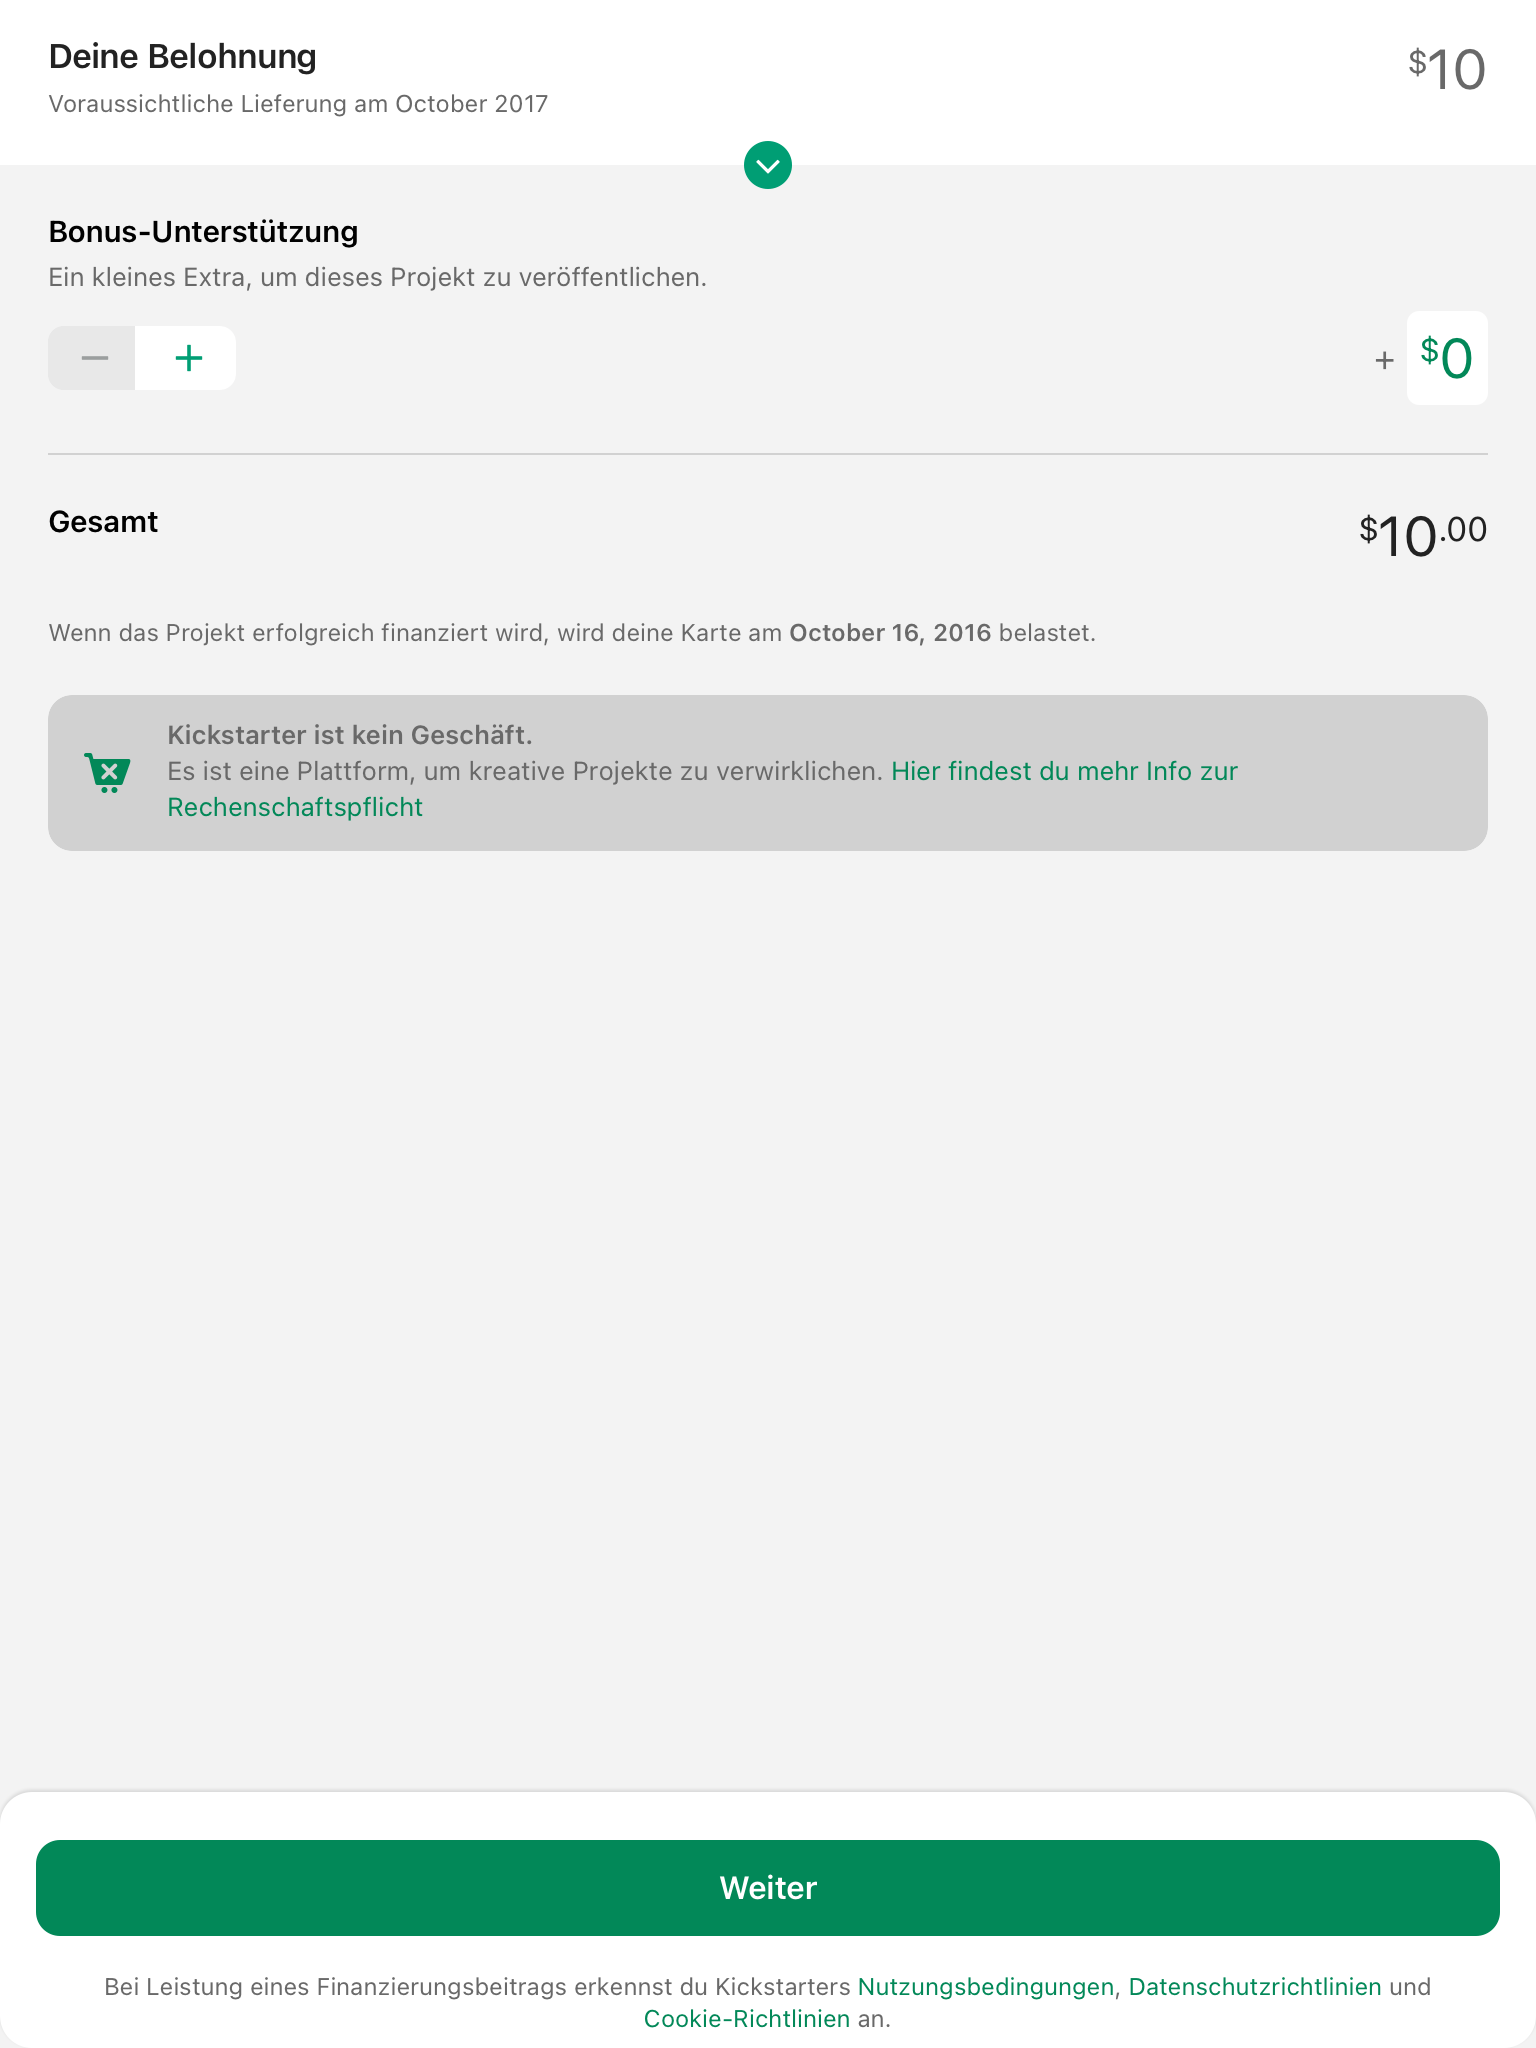 Deine Belohnung
$10
Voraussichtliche Lieferung am October 2017
Bonus-Unterstützung
Ein kleines Extra, um dieses Projekt zu veröffentlichen.
+ $0
Gesamt
$10.00
Wenn das Projekt erfolgreich finanziert wird, wird deine Karte am October 16, 2016 belastet.
Kickstarter ist kein Geschäft.
Es ist eine Plattform, um kreative Projekte zu verwirklichen. Hier findest du mehr Info zur
Rechenschaftspflicht
Weiter
Bei Leistung eines Finanzierungsbeitrags erkennst du Kickstarters Nutzungsbedingungen, Datenschutzrichtlinien und
Cookie-Richtlinien an.